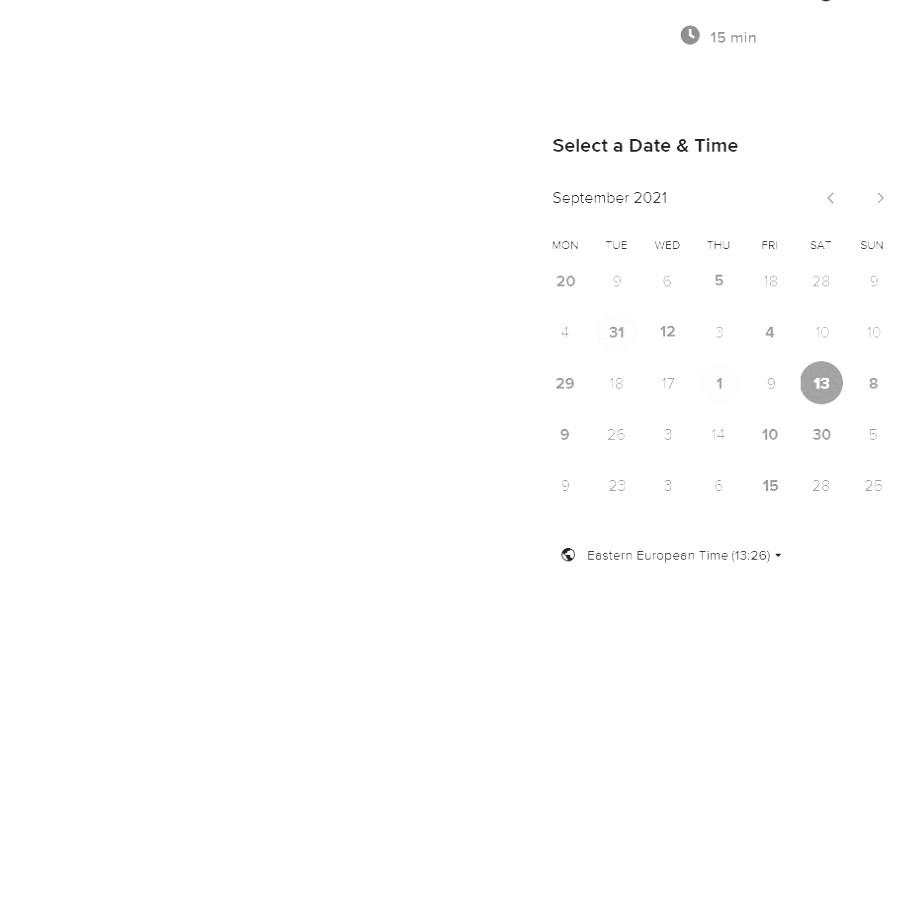 15 min
Select a Date & Time
September 2021
MON TUE WED THU FRI SAT SUN
20 9 6 5 18 28 9
4 31 12 3 4 10 10
29 18 17 1 9 13 8
9 26 3 14 10 30 5
9 23 3 6 15 28 25
Eastern European Time (13:26)